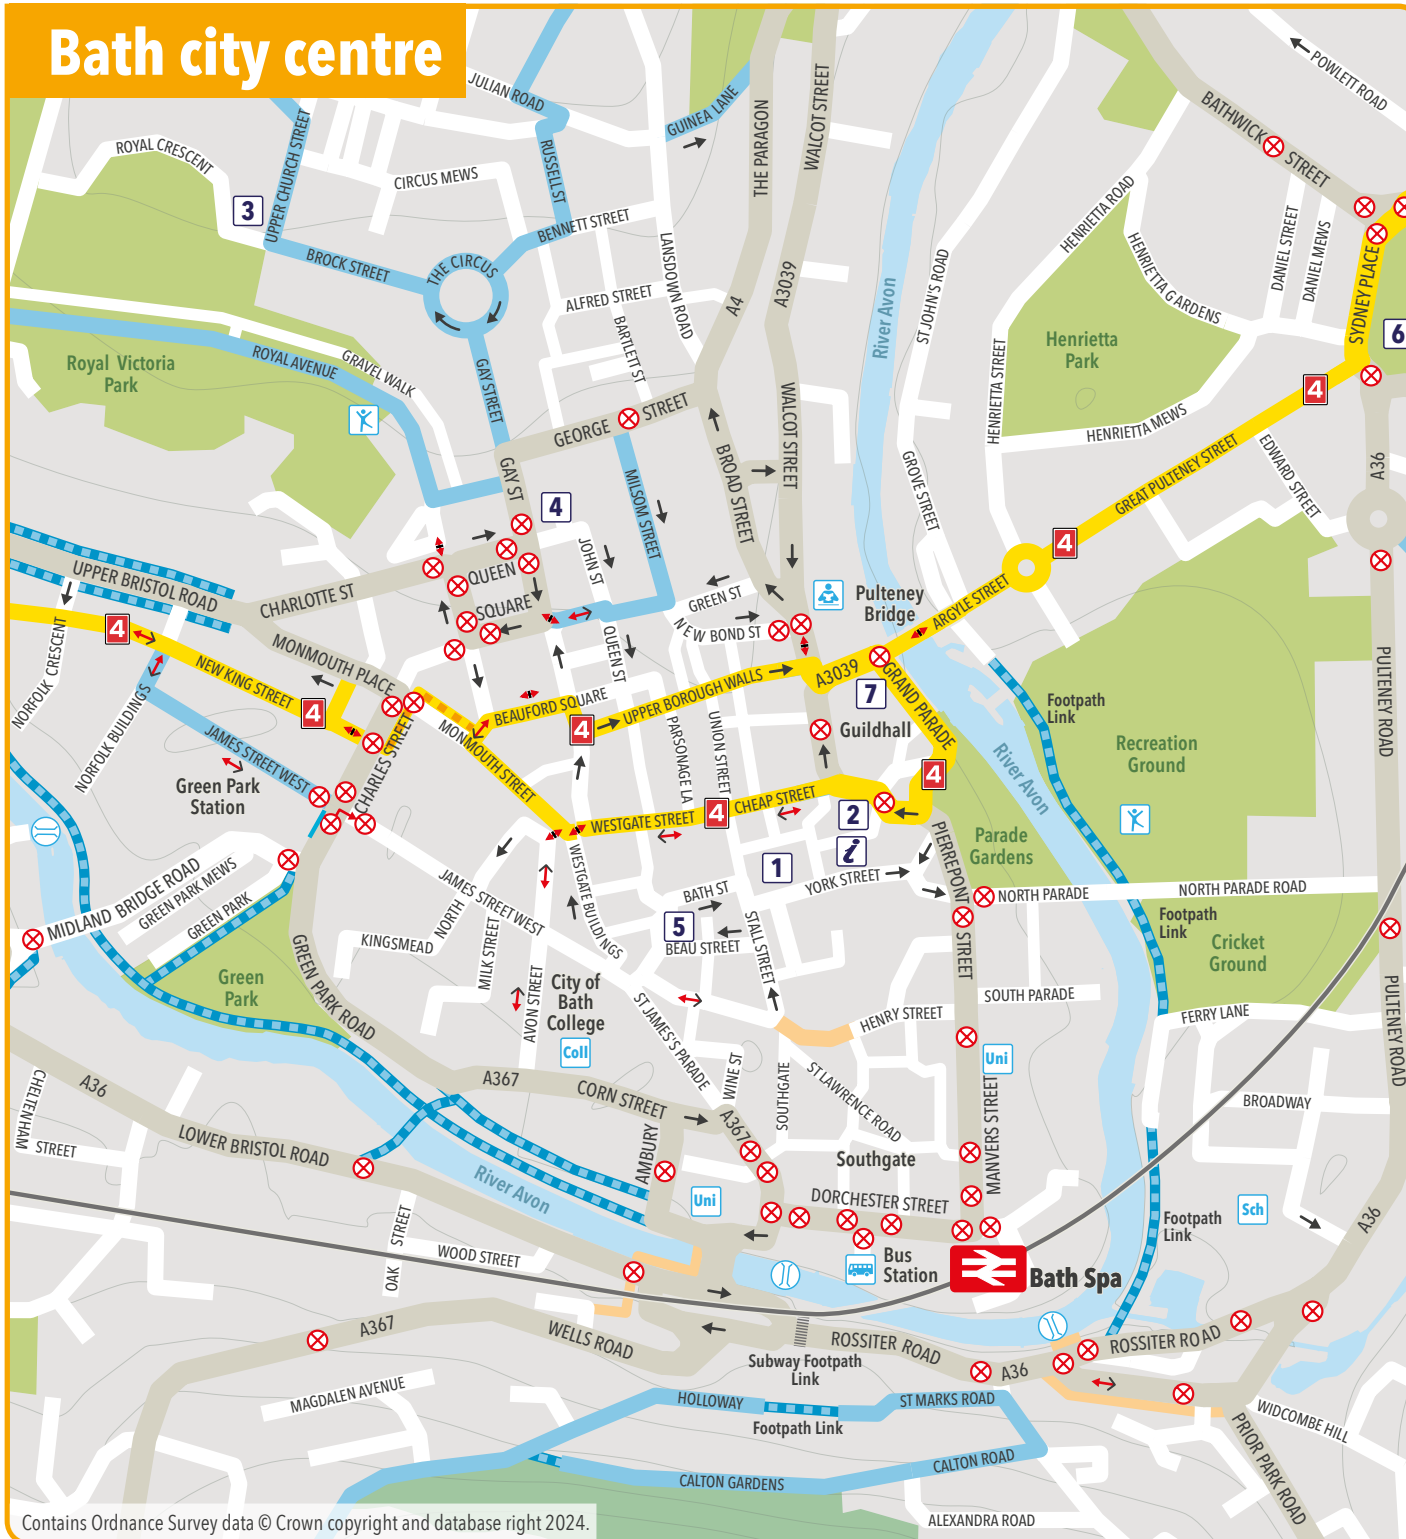 Bath city centre
JULIAN ROAD
GUINEA LANE
THE PARAGON
WALCOT STREET
POWLETT ROAD
BATHWICK
STREET
ROYAL CRESCENT
UPPER CHURCH STREET
CIRCUS MEWS
RUSSELL ST
BENNETT STREET
3
BROCK STREET
THE CIRCUS
LANSDOWN ROAD
ALFRED STREET
BARTLETT ST
A4
A3039
River Avon
ST JOHN'S ROAD
HENRIETTA ROAD
HENRIETTA GARDENS
DANIEL STREET
DANIEL MEWS
SYDNEY PLACE
6
Royal Victoria
Park
ROYAL AVENUE
GRAVEL WALK
GAY STREET
Henrietta
Park
HENRIETTA STREET
4
HENRIETTA MEWS
GEORGE
STREET
WALCOT STREET
GREAT PULTENEY STREET
EDWARD STREET
A36
GAY ST
MILSOM STREET
BROAD STREET
GROVE STREET
4
4
JOHN ST
QUEEN
SQUARE
UPPER BRISTOL ROAD
CHARLOTTE ST
GREEN ST
NEW BOND ST
Pulteney
Bridge
ARGYLE STREET
4
NORFOLK CRESCENT
NEW KING STREET
MONMOUTH PLACE
QUEEN ST
PULTENEY ROAD
NORFOLK BUILDINGS
4
BEAUFORD SQUARE
4
UPPER BOROUGH WALLS
A3039
GRAND PARADE
7
Footpath
Link
PARSONAGE LA
UNION STREET
Guildhall
Recreation
Ground
JAMES STREET WEST
Green Park
Station
CHARLES STREET
MONMOUTH STREET
4
River Avon
WESTGATE STREET
4
CHEAP STREET
2
i
Parade
Gardens
MIDLAND BRIDGE ROAD
GREEN PARK MEWS
GREEN PARK
JAMES STREET WEST
WESTGATE BUILDINGS
1
BATH ST
YORK STREET
PIERREPONT
STREET
NORTH PARADE
NORTH PARADE ROAD
KINGSMEAD
NORTH
MILK STREET
5
BEAU STREET
STALL STREET
Footpath
Link
Cricket
Ground
Green
Park
GREEN PARK ROAD
AVON STREET
City of
Bath
College
Coll
ST JAMES'S PARADE
SOUTH PARADE
HENRY STREET
FERRY LANE
PULTENEY ROAD
Uni
CHELTENHAM
STREET
A36
A367
CORN STREET
WINE ST
SOUTHGATE
ST LAWRENCE ROAD
MANVERS STREET
BROADWAY
LOWER BRISTOL ROAD
AMBURY
A367
Southgate
River Avon
Uni
DORCHESTER STREET
Footpath
Link
Sch
A36
OAK
STREET
WOOD STREET
Bus
Station
Bath Spa
A367
WELLS ROAD
ROSSITER ROAD
A36
ROSSITER ROAD
Subway Footpath
Link
MAGDALEN AVENUE
HOLLOWAY
Footpath Link
ST MARKS ROAD
WIDCOMBE HILL
PRIOR PARK ROAD
CALTON GARDENS
CALTON ROAD
ALEXANDRA ROAD
Contains Ordnance Survey data © Crown copyright and database right 2024.